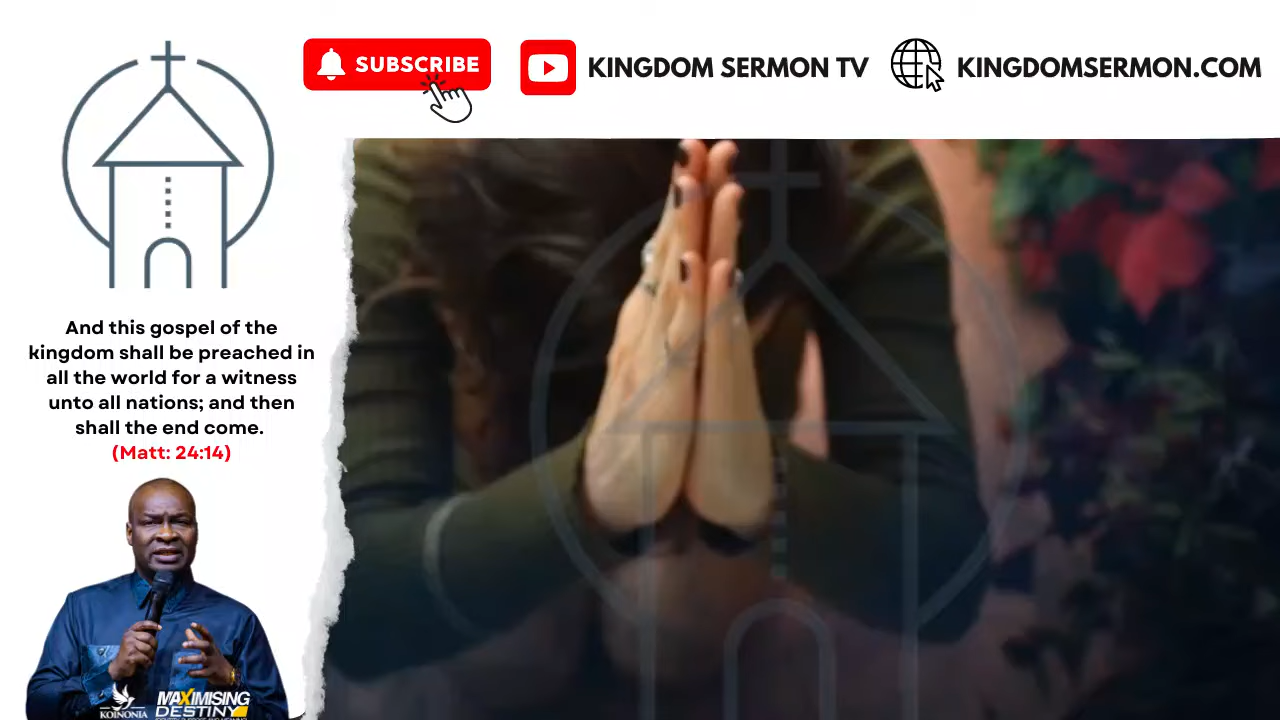 SUBSCRIBE
KINGDOM SERMON TV
KINGDOMSERMON.COM
And this gospel of the
kingdom shall be preached in
all the world for a witness
unto all nations; and then
shall the end come.
(Matt: 24:14)
KOINONIA
MAXIMISING
DESTINY